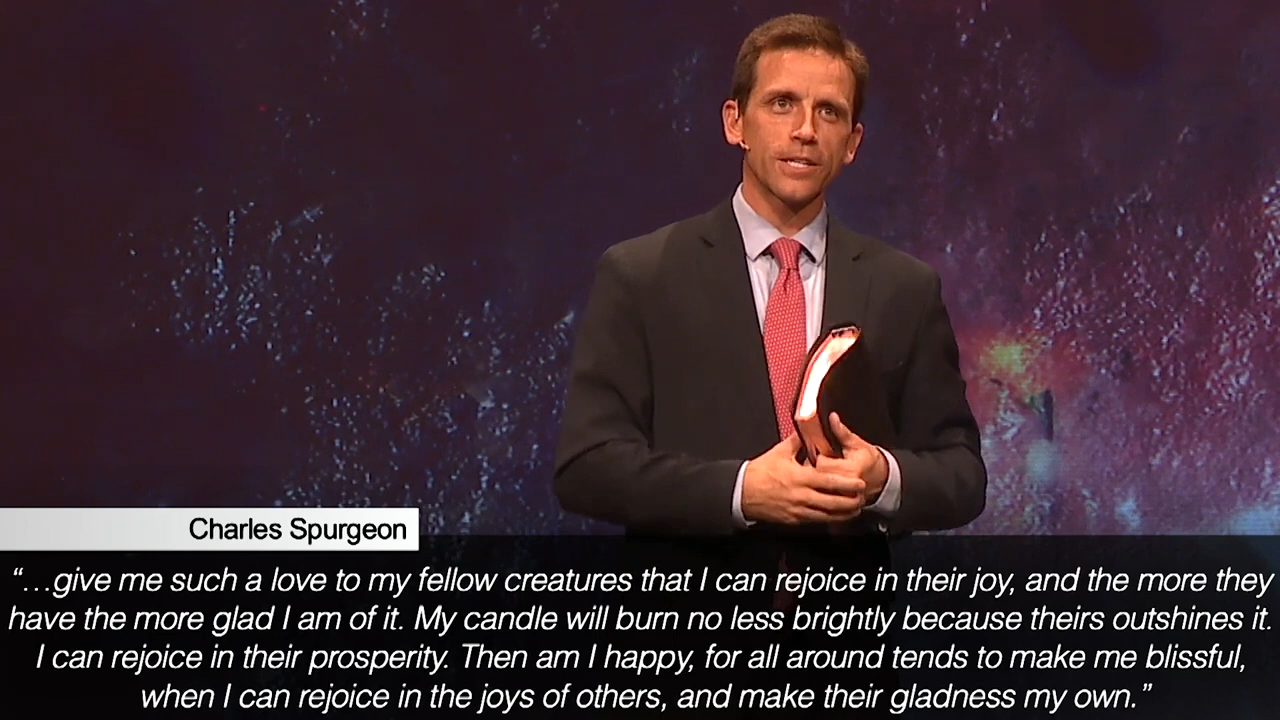 Charles Spurgeon
“…give me such a love to my fellow creatures that I can rejoice in their joy, and the more they
have the more glad I am of it. My candle will burn no less brightly because theirs outshines it.
I can rejoice in their prosperity. Then am I happy, for all around tends to make me blissful,
when I can rejoice in the joys of others, and make their gladness my own.”